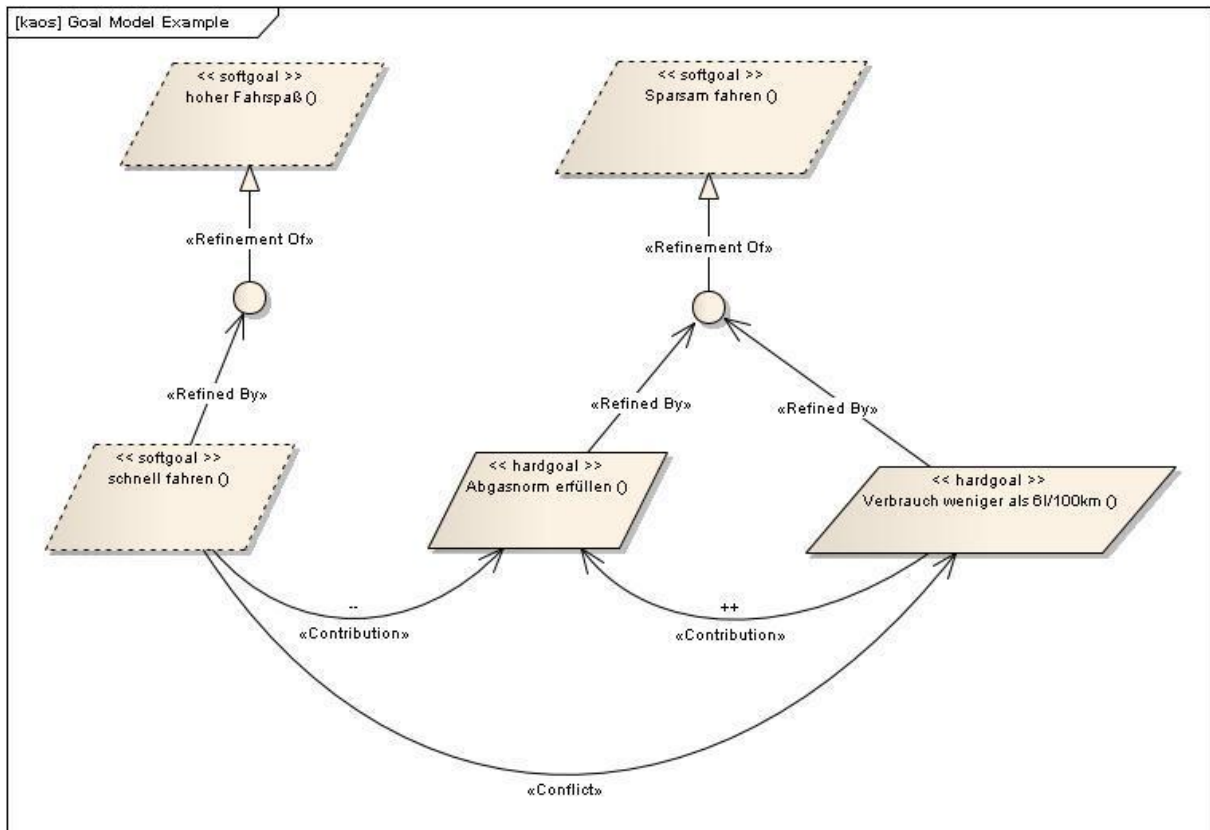 [kaos] Goal Model Example
<< softgoal >>
hoher Fahrspaß ()
<< softgoal >>
Sparsam fahren ()
«Refinement Of»
«Refinement Of»
«Refined By»
«Refined By»
«Refined By»
<< softgoal >>
schnell fahren ()
<< hardgoal >>
Abgasnorm erfüllen ()
<< hardgoal >>
Verbrauch weniger als 6l/100km ()
--
«Contribution»
++
«Contribution»
«Conflict»